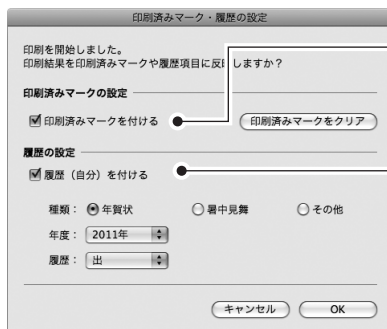 印刷済みマーク・履歴の設定
印刷を開始しました。
印刷結果を印刷済みマークや履歴項目に反映しますか？
印刷済みマークの設定
印刷済みマークを付ける
印刷済みマークをクリア
履歴の設定
履歴（自分）を付ける
種類： 年賀状 暑中見舞 その他
年度： 2011年
履歴： 出
キャンセル OK